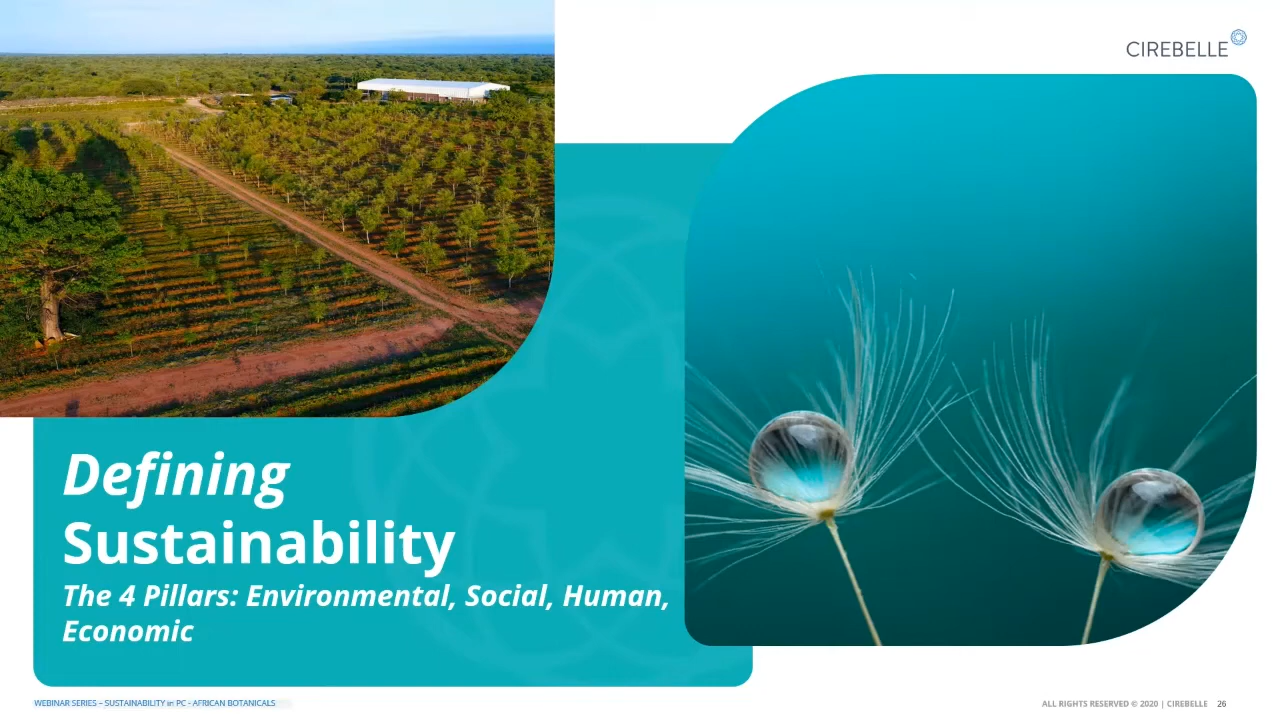 CIREBELLE
Defining
Sustainability
The 4 Pillars: Environmental, Social, Human,
Economic
WEBINAR SERIES – SUSTAINABILITY in PC - AFRICAN BOTANICALS
ALL RIGHTS RESERVED © 2020 | CIREBELLE 26